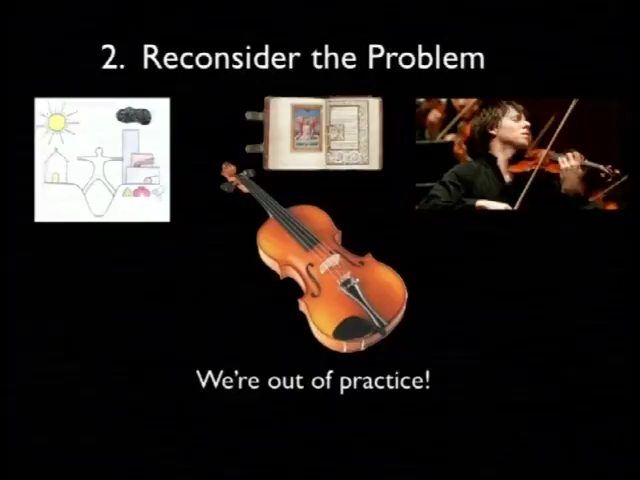 2. Reconsider the Problem
We're out of practice!